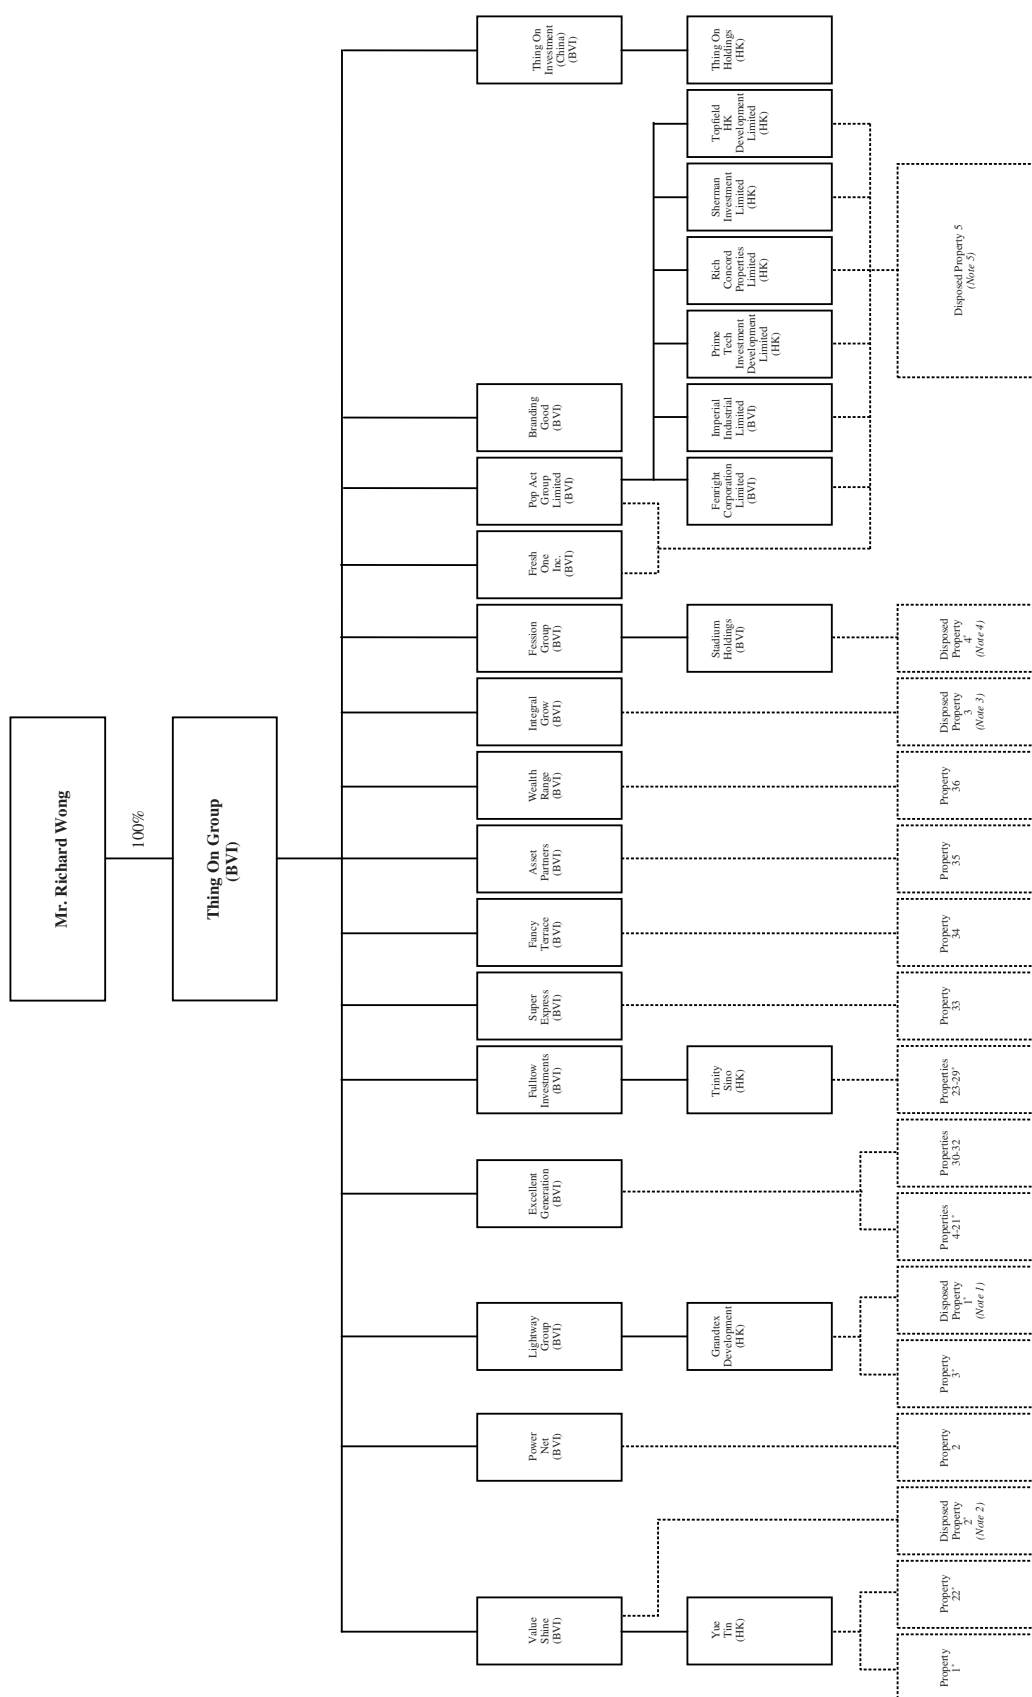 Mr. Richard Wong
100%
Thing On Group
(BVI)
Value
Shine
(BVI)
Power
Net
(BVI)
Lightway
Group
(BVI)
Excellent
Generation
(BVI)
Fulltow
Investments
(BVI)
Super
Express
(BVI)
Fancy
Terrace
(BVI)
Asset
Partners
(BVI)
Wealth
Range
(BVI)
Integral
Grow
(BVI)
Fession
Group
(BVI)
Fresh
One
Inc.
(BVI)
Pop Act
Group
Limited
(BVI)
Branding
Good
(BVI)
Thing On
Investment
(China)
(BVI)
Yue
Tin
(HK)
Grandtex
Development
(HK)
Trinity
Sino
(HK)
Stadium
Holdings
(BVI)
Fenright
Corporation
Limited
(BVI)
Imperial
Industrial
Limited
(BVI)
Prime
Tech
Investment
Development
Limited
(HK)
Rich
Concord
Properties
Limited
(HK)
Sherman
Investment
Limited
(HK)
Topfield
HK
Development
Limited
(HK)
Thing On
Holdings
(HK)
Property
1*
Property
22*
Disposed
Property
2*
(Note 2)
Property
2
Property
3*
Disposed
Property
1*
(Note 1)
Properties
4-21*
Properties
30-32
Properties
23-29*
Property
33
Property
34
Property
35
Property
36
Disposed
Property
3
(Note 3)
Disposed
Property
4*
(Note 4)
Disposed Property 5
(Note 5)